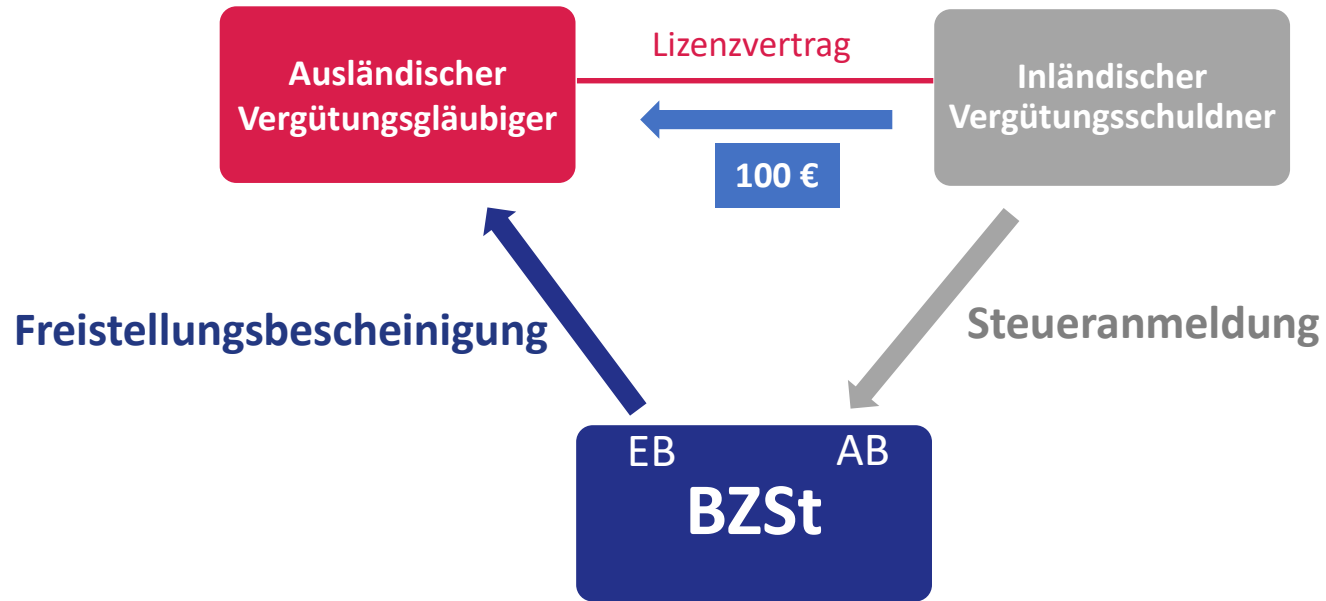 Ausländischer
Vergütungsgläubiger
Lizenzvertrag
Inländischer
Vergütungsschuldner
100 €
Freistellungsbescheinigung
Steueranmeldung
EB
AB
BZSt